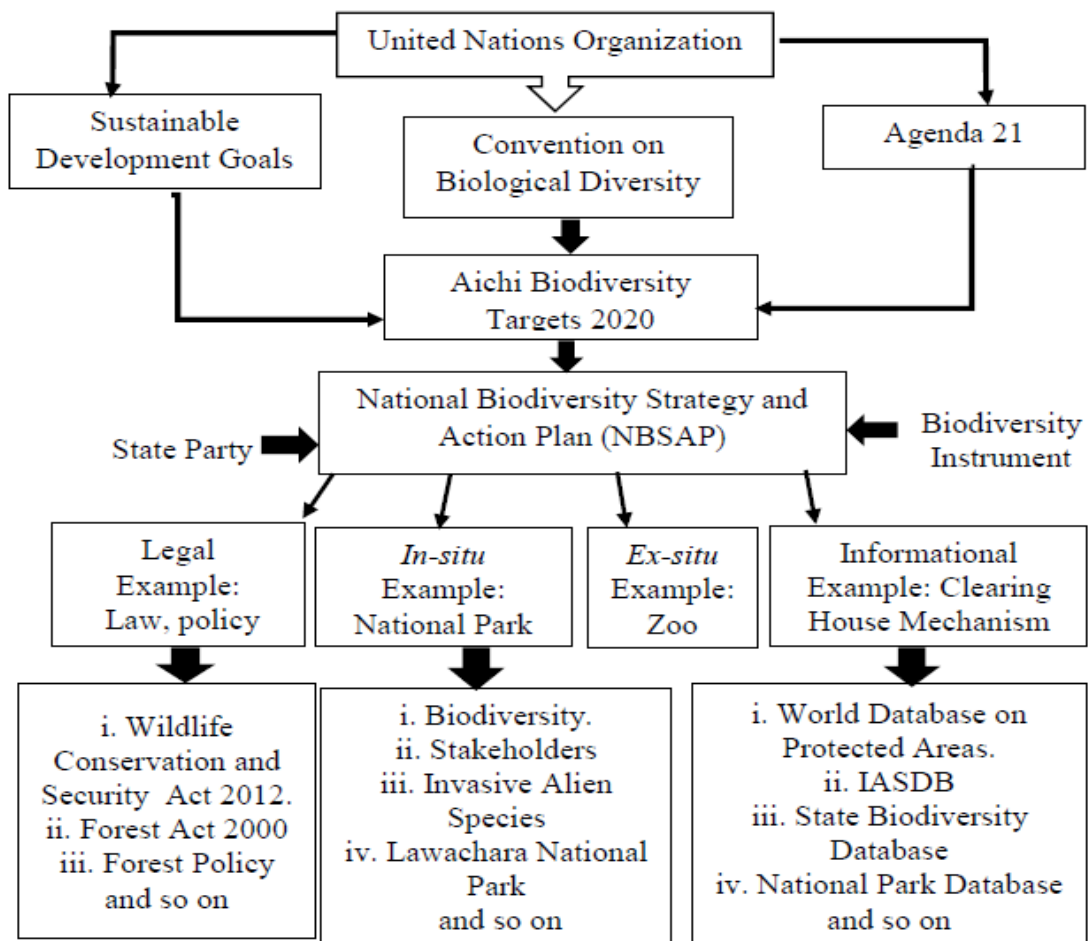 United Nations Organization
Sustainable
Development Goals
Convention on
Biological Diversity
Agenda 21
Aichi Biodiversity
Targets 2020
National Biodiversity Strategy and
Action Plan (NBSAP)
State Party
Biodiversity
Instrument
Legal
Example:
Law, policy
In-situ
Example:
National Park
Ex-situ
Example:
Zoo
Informational
Example: Clearing
House Mechanism
i. Wildlife
Conservation and
Security Act 2012.
ii. Forest Act 2000
iii. Forest Policy
and so on
i. Biodiversity.
ii. Stakeholders
iii. Invasive Alien
Species
iv. Lawachara National
Park
and so on
i. World Database on
Protected Areas.
ii. IASDB
iii. State Biodiversity
Database
iv. National Park Database
and so on